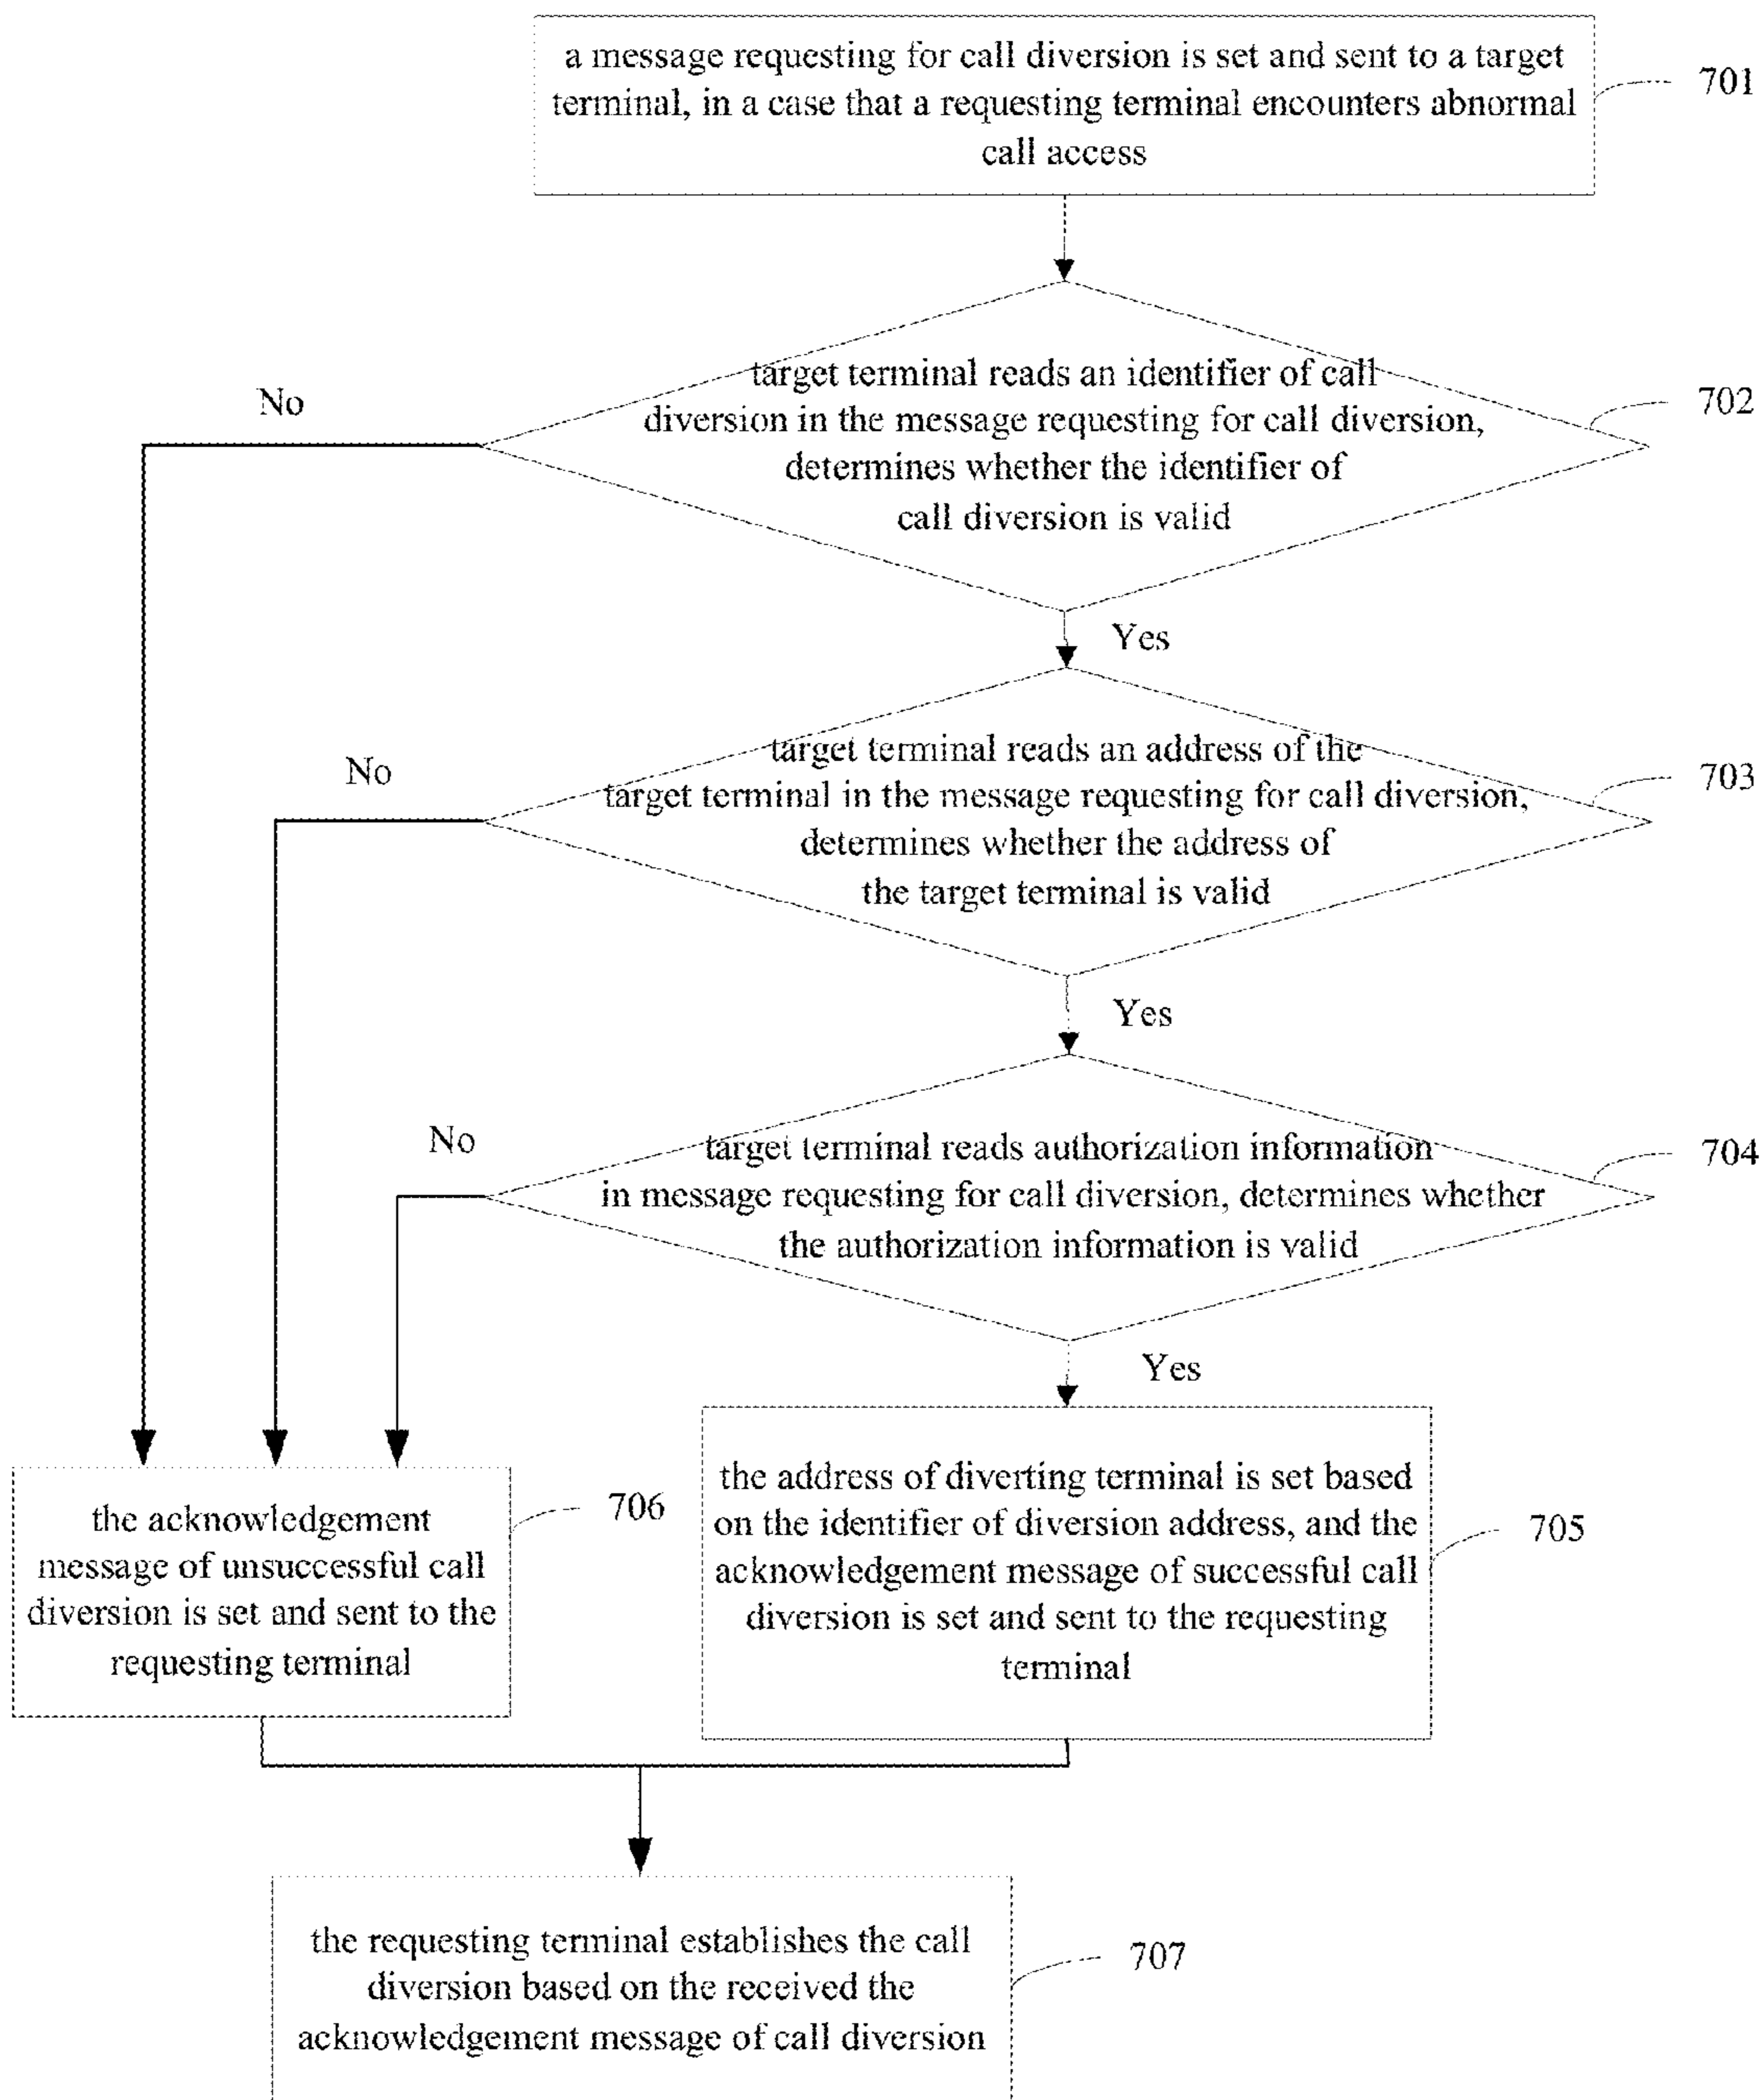 a message requesting for call diversion is set and sent to a target
terminal, in a case that a requesting terminal encounters abnormal
call access
701
target terminal reads an identifier of call
diversion in the message requesting for call diversion,
determines whether the identifier of
call diversion is valid
702
No
Yes
target terminal reads an address of the
target terminal in the message requesting for call diversion,
determines whether the address of
the target terminal is valid
703
No
Yes
target terminal reads authorization information
in message requesting for call diversion, determines whether
the authorization information is valid
704
No
Yes
the acknowledgement
message of unsuccessful call
diversion is set and sent to the
requesting terminal
706
the address of diverting terminal is set based
on the identifier of diversion address, and the
acknowledgement message of successful call
diversion is set and sent to the requesting
terminal
705
the requesting terminal establishes the call
diversion based on the received the
acknowledgement message of call diversion
707